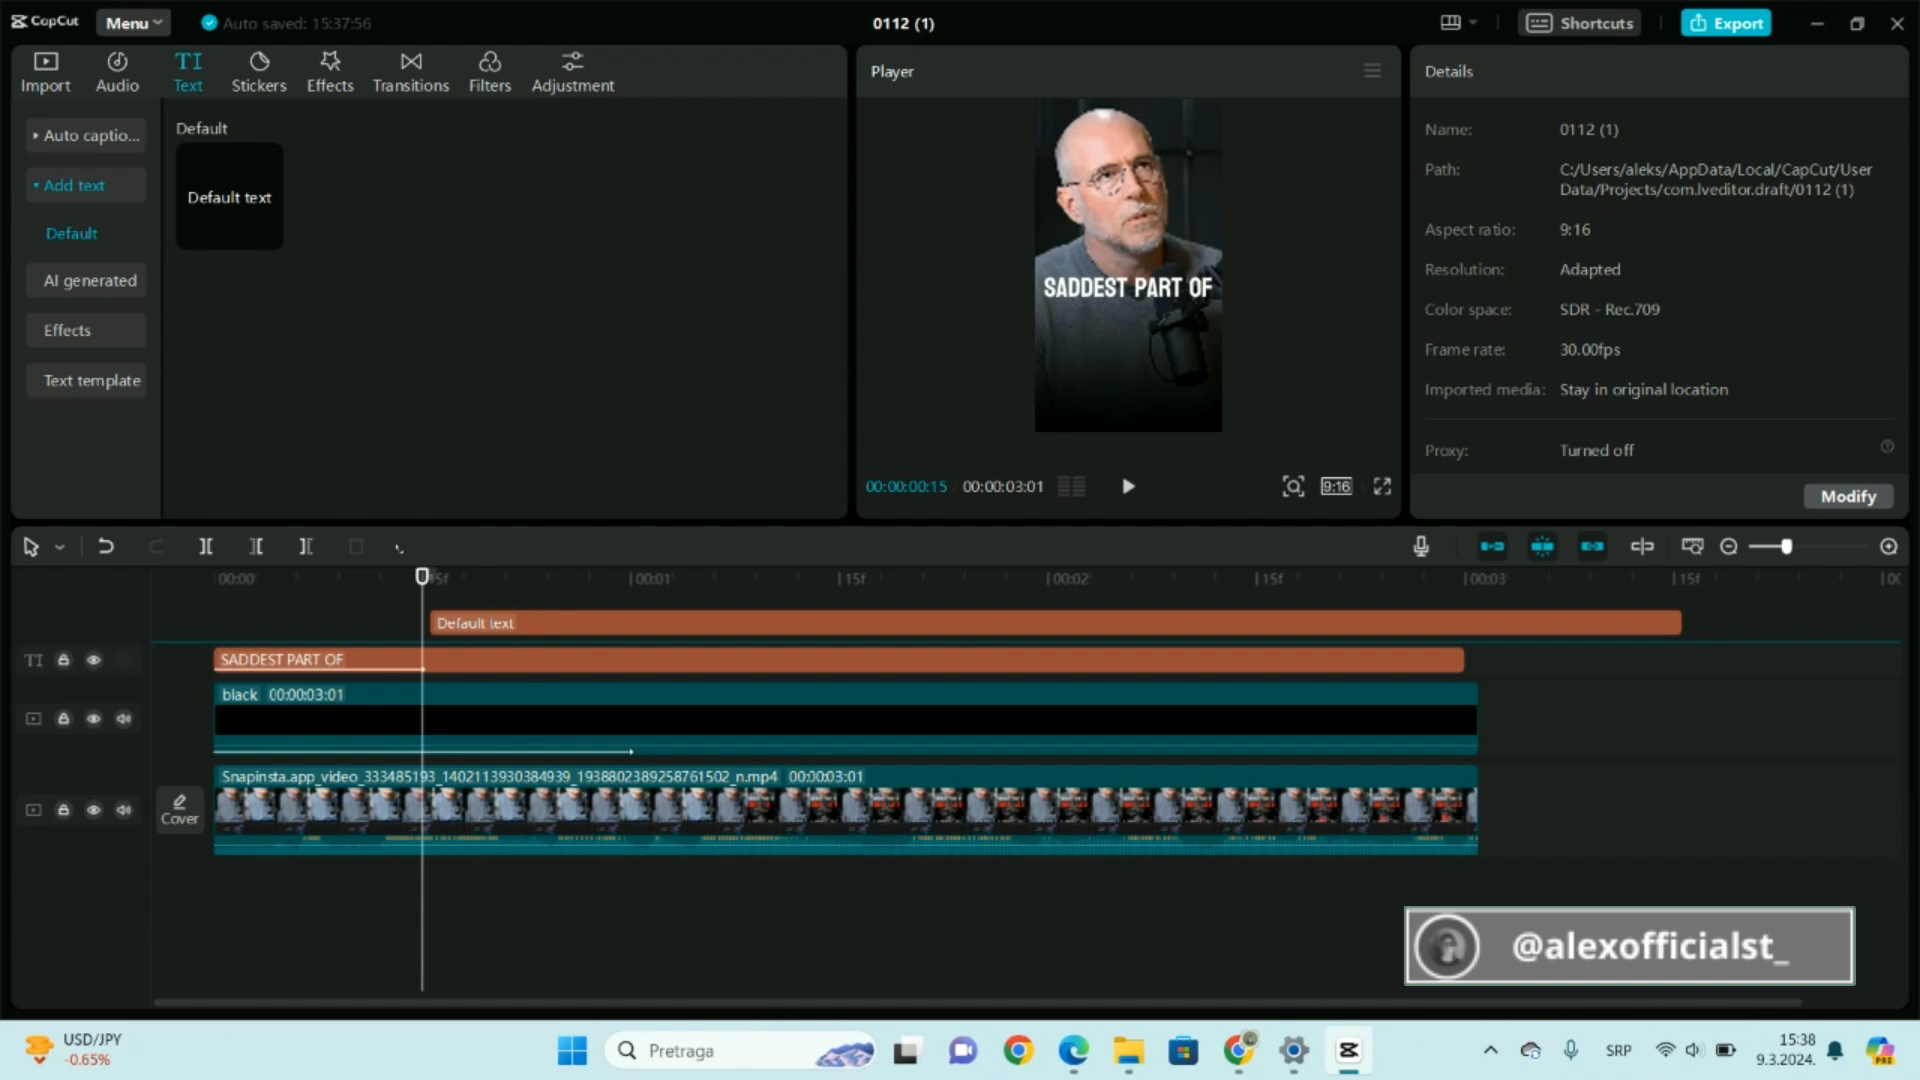 CapCut
Menu
Auto saved: 15:37:56
0112 (1)
Shortcuts
Export
Import
Audio
TI
Text
Stickers
Effects
Transitions
Filters
Adjustment
Auto captio...
Add text
Default
AI generated
Effects
Text template
Default
Default text
Player
SADDEST PART OF
00:00:00:15
00:00:03:01
9:16
Details
Name: 0112 (1)
Path: C:/Users/aleks/AppData/Local/CapCut/User
Data/Projects/com.lveditor.draft/0112 (1)
Aspect ratio: 9:16
Resolution: Adapted
Color space: SDR - Rec.709
Frame rate: 30.00fps
Imported media: Stay in original location
Proxy: Turned off
Modify
00:00 15f 00:01 15f 00:02 15f 00:03 15f
Default text
TI
SADDEST PART OF
black 00:00:03:01
Snapinsta.app_video_333485193_1402113930384939_1938802389258761502_n.mp4 00:00:03:01
Cover
@alexofficialst_
USD/JPY
-0.65%
Pretraga
PRE
SRP
15:38
9.3.2024.